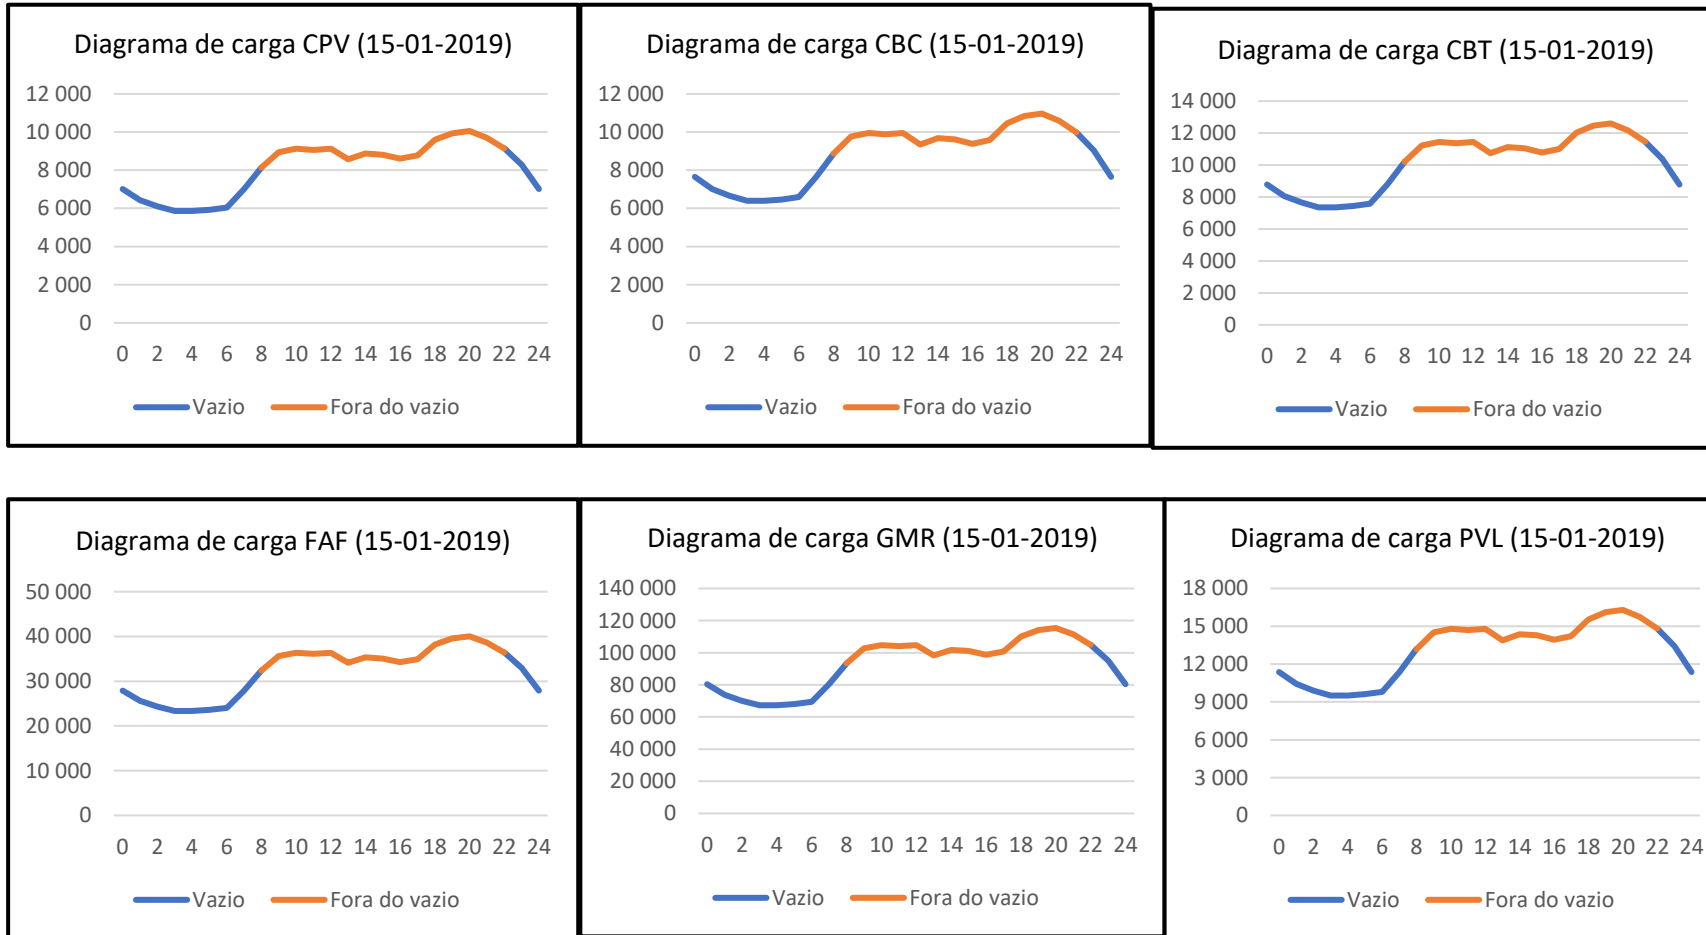 Diagrama de carga CPV (15-01-2019)
12 000
10 000
8 000
6 000
4 000
2 000
0
0 2 4 6 8 10 12 14 16 18 20 22 24
Vazio Fora do vazio
Diagrama de carga CBC (15-01-2019)
12 000
10 000
8 000
6 000
4 000
2 000
0
0 2 4 6 8 10 12 14 16 18 20 22 24
Vazio Fora do vazio
Diagrama de carga CBT (15-01-2019)
14 000
12 000
10 000
8 000
6 000
4 000
2 000
0
0 2 4 6 8 10 12 14 16 18 20 22 24
Vazio Fora do vazio
Diagrama de carga FAF (15-01-2019)
50 000
40 000
30 000
20 000
10 000
0
0 2 4 6 8 10 12 14 16 18 20 22 24
Vazio Fora do vazio
Diagrama de carga GMR (15-01-2019)
140 000
120 000
100 000
80 000
60 000
40 000
20 000
0
0 2 4 6 8 10 12 14 16 18 20 22 24
Vazio Fora do vazio
Diagrama de carga PVL (15-01-2019)
18 000
15 000
12 000
9 000
6 000
3 000
0
0 2 4 6 8 10 12 14 16 18 20 22 24
Vazio Fora do vazio